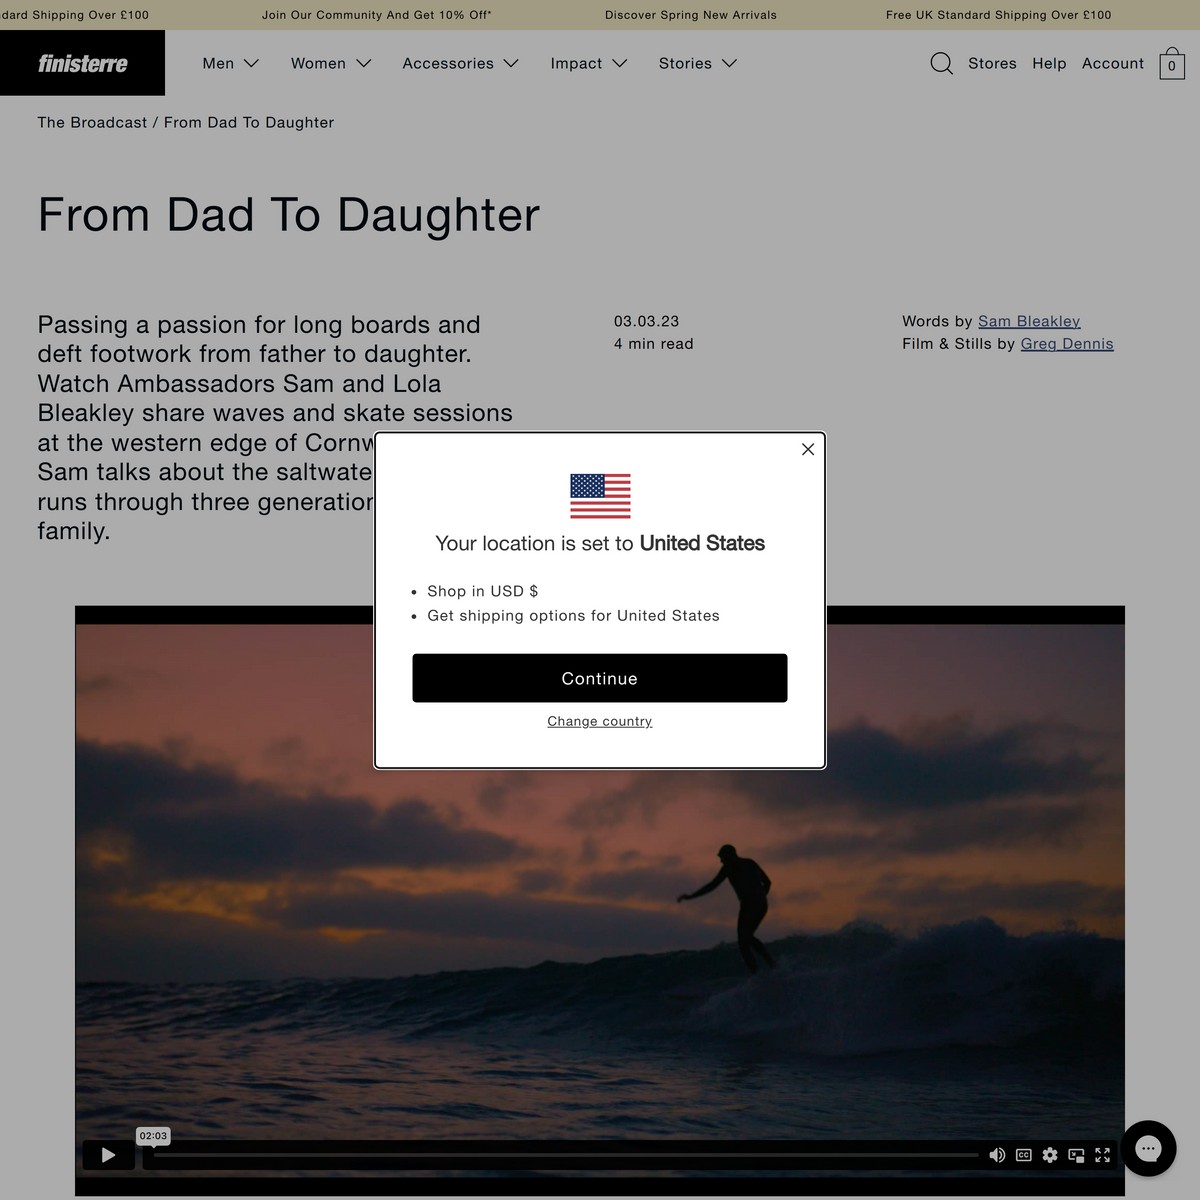 dard Shipping Over £100 Join Our Community And Get 10% Off* Discover Spring New Arrivals Free UK Standard Shipping Over £100
finisterre Men Women Accessories Impact Stories Stores Help Account 0
The Broadcast / From Dad To Daughter
From Dad To Daughter
Passing a passion for long boards and
deft footwork from father to daughter.
Watch Ambassadors Sam and Lola
Bleakley share waves and skate sessions
at the western edge of Cornw
Sam talks about the saltwate
runs through three generation
family.
03.03.23
4 min read
Words by Sam Bleakley
Film & Stills by Greg Dennis
Your location is set to United States
• Shop in USD $
• Get shipping options for United States
Continue
Change country
02:03
CC